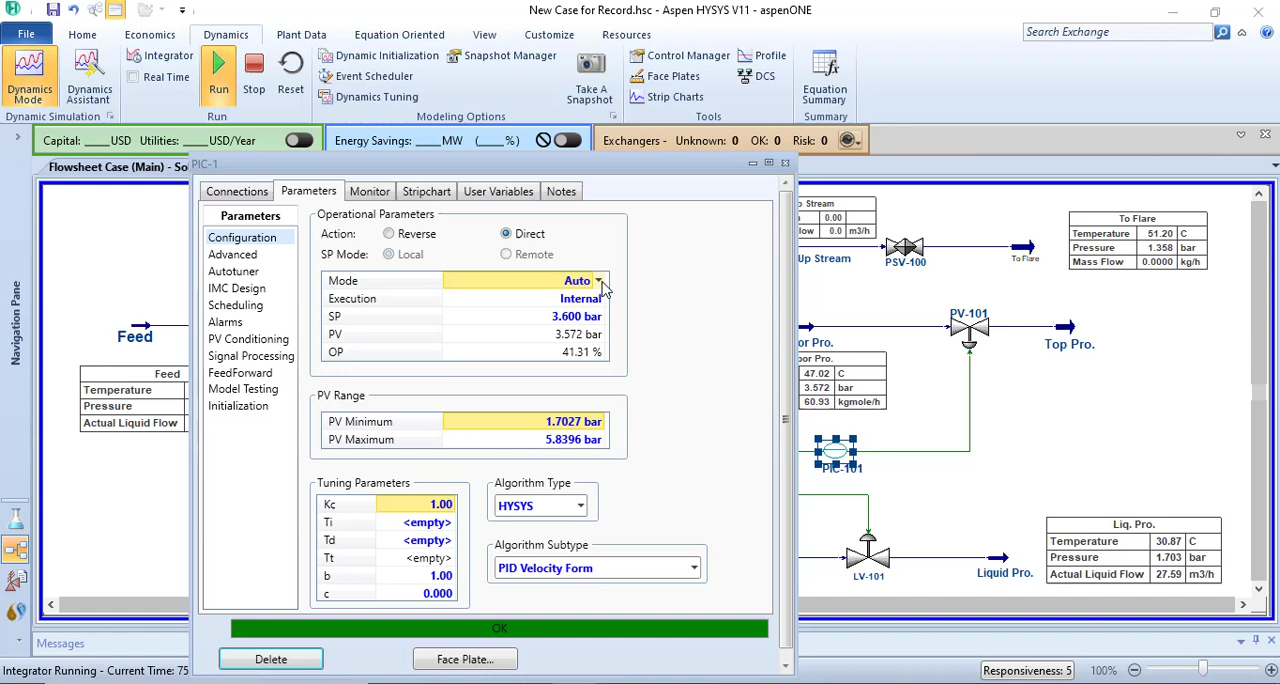 New Case for Record.hsc - Aspen HYSYS V11 - aspenONE
File
Home
Economics
Dynamics
Plant Data
Equation Oriented
View
Customize
Resources
Search Exchange
Dynamics Mode
Dynamics Assistant
Integrator
Real Time
Run
Stop
Reset
Dynamic Initialization
Snapshot Manager
Event Scheduler
Dynamic Tuning
Take A Snapshot
Control Manager
Profile
Face Plates
DCS
Strip Charts
Equation Summary
Dynamic Simulation
Run
Modeling Options
Tools
Summary
Capital: ____USD Utilities: ____USD/Year
Energy Savings: ____MW (____%)
Exchangers - Unknown: 0 OK: 0 Risk: 0
Flowsheet Case (Main) - So
Navigation Pane
PIC-1
Connections
Parameters
Monitor
Stripchart
User Variables
Notes
Parameters
Configuration
Advanced
Autotuner
IMC Design
Scheduling
Alarms
PV Conditioning
Signal Processing
FeedForward
Model Testing
Initialization
Operational Parameters
Action: Reverse Direct
SP Mode: Local Remote
Mode Auto
Execution Internal
SP 3.600 bar
PV 3.572 bar
OP 41.31 %
PV Range
PV Minimum 1.7027 bar
PV Maximum 5.8396 bar
Tuning Parameters
Kc 1.00
Ti <empty>
Td <empty>
Tt <empty>
b 1.00
c 0.000
Algorithm Type
HYSYS
Algorithm Subtype
PID Velocity Form
OK
Delete
Face Plate...
Feed
Feed
Temperature
Pressure
Actual Liquid Flow
p Stream
0.00
low 0.0 m3/h
Up Stream
PSV-100
To Flare
To Flare
Temperature 51.20 C
Pressure 1.358 bar
Mass Flow 0.0000 kg/h
PV-101
or Pro.
Top Pro.
por Pro.
47.02 C
3.572 bar
60.93 kgmole/h
PIC-101
LV-101
Liquid Pro.
Liq. Pro.
Temperature 30.87 C
Pressure 1.703 bar
Actual Liquid Flow 27.59 m3/h
Messages
Integrator Running - Current Time: 75
Responsiveness: 5
100%